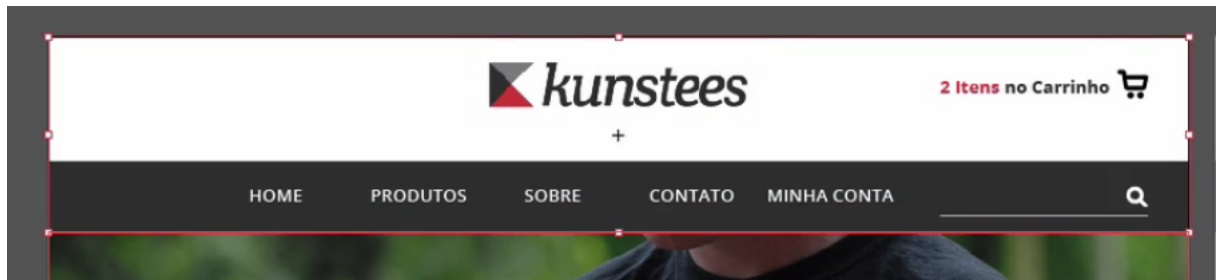 kunstees
2 Itens no Carrinho
HOME PRODUTOS SOBRE CONTATO MINHA CONTA